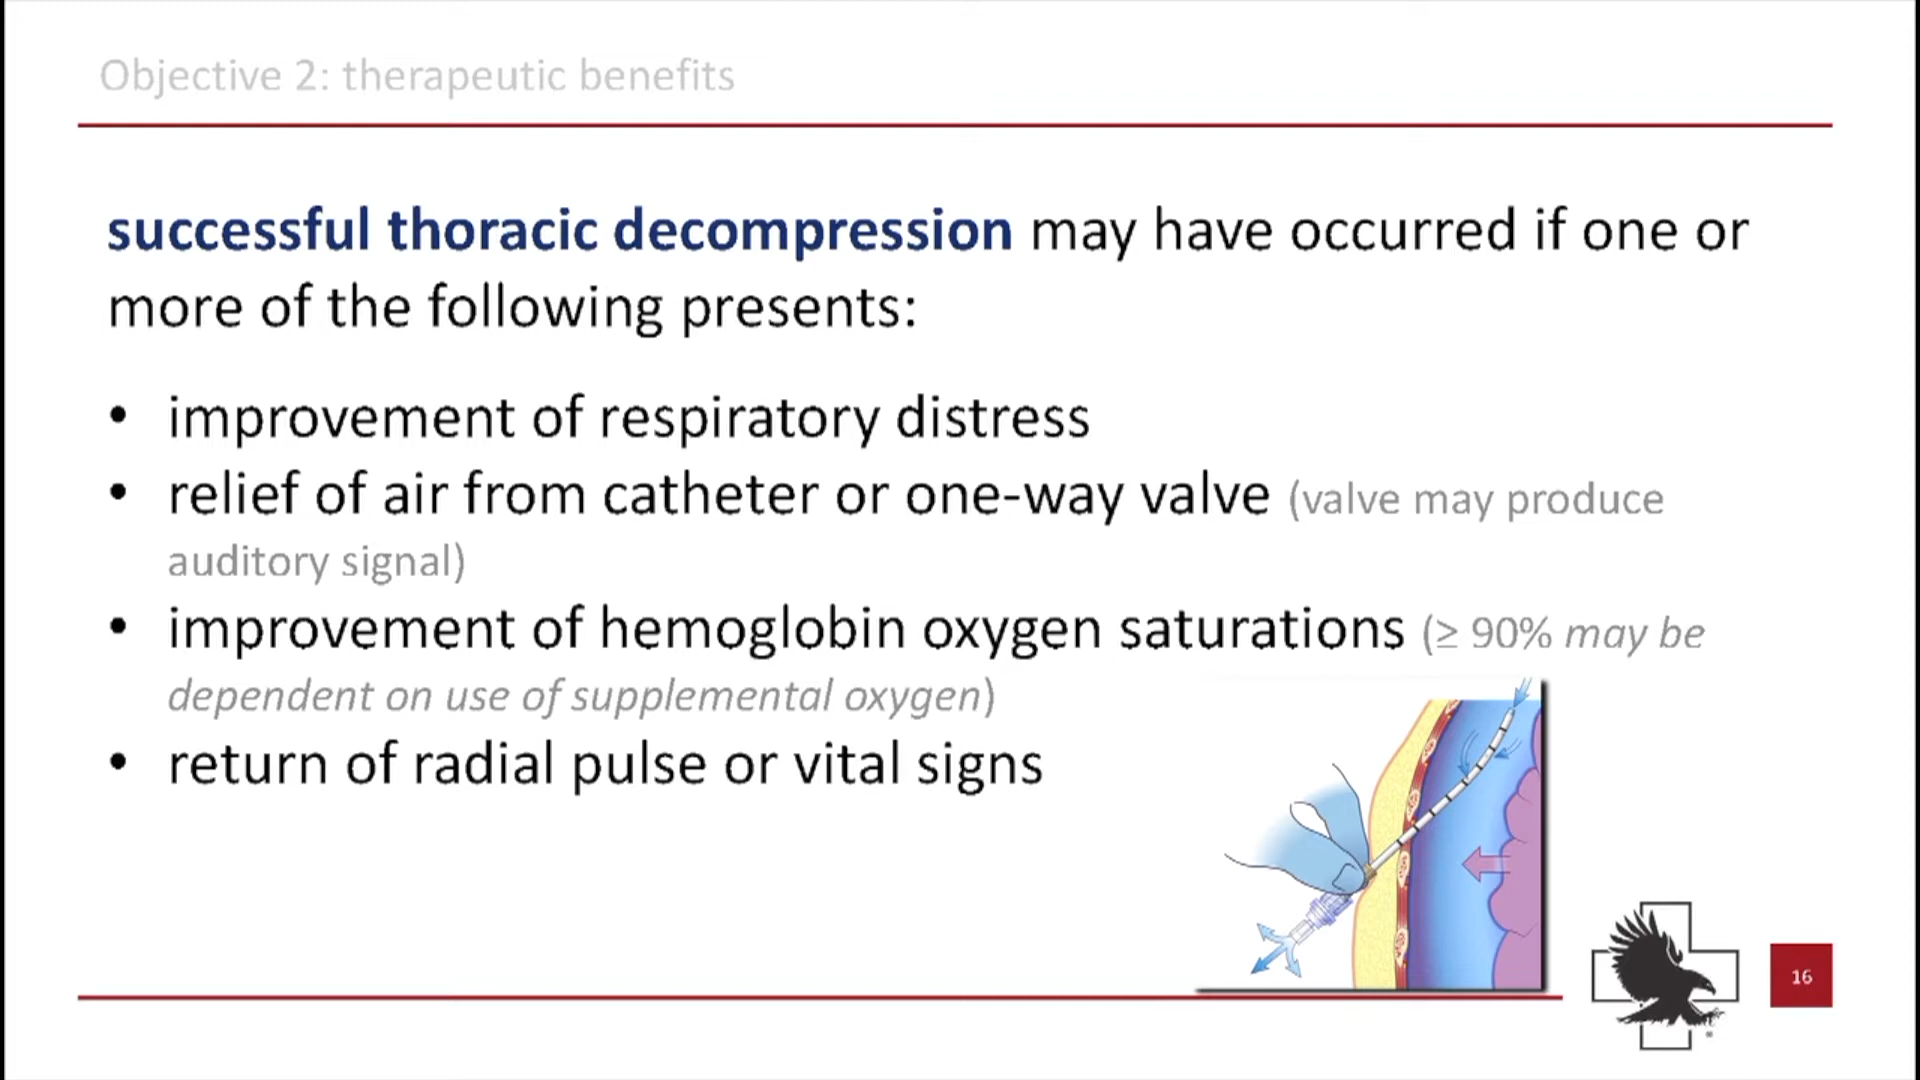 Objective 2: therapeutic benefits
successful thoracic decompression may have occurred if one or
more of the following presents:
• improvement of respiratory distress
• relief of air from catheter or one-way valve (valve may produce
auditory signal)
• improvement of hemoglobin oxygen saturations (≥ 90% may be
dependent on use of supplemental oxygen)
• return of radial pulse or vital signs
16